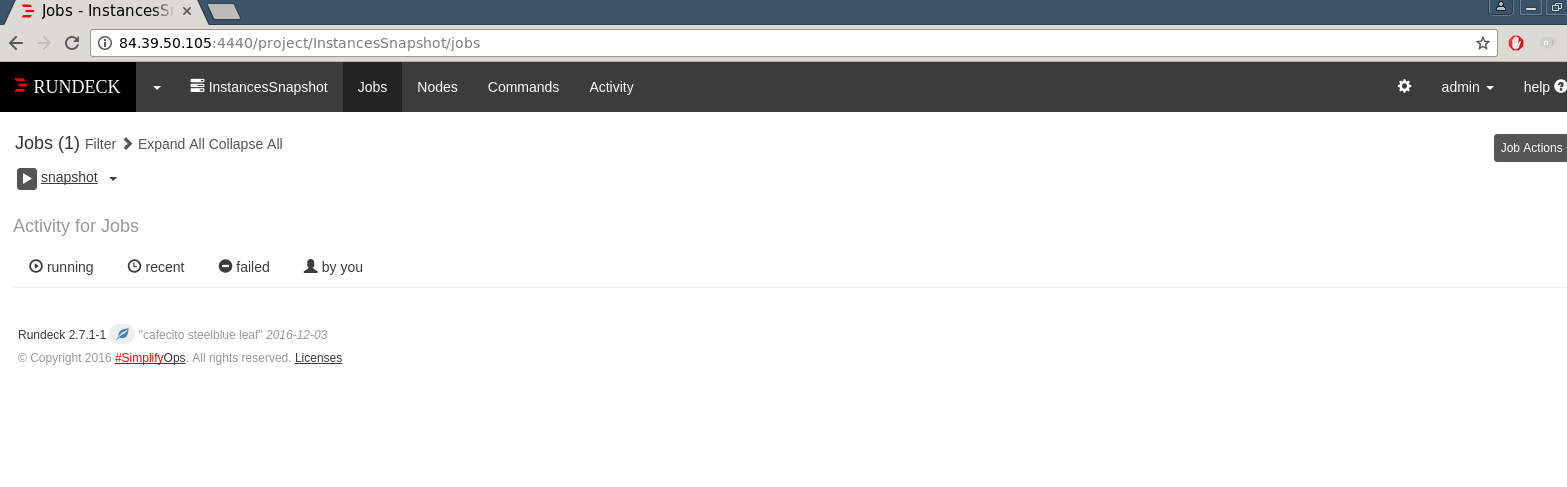 Jobs - InstancesSn
84.39.50.105:4440/project/InstancesSnapshot/jobs
RUNDECK InstancesSnapshot Jobs Nodes Commands Activity admin help
Jobs (1) Filter Expand All Collapse All Job Actions
snapshot
Activity for Jobs
running recent failed by you
Rundeck 2.7.1-1 "cafecito steelblue leaf" 2016-12-03
© Copyright 2016 #SimplifyOps. All rights reserved. Licenses